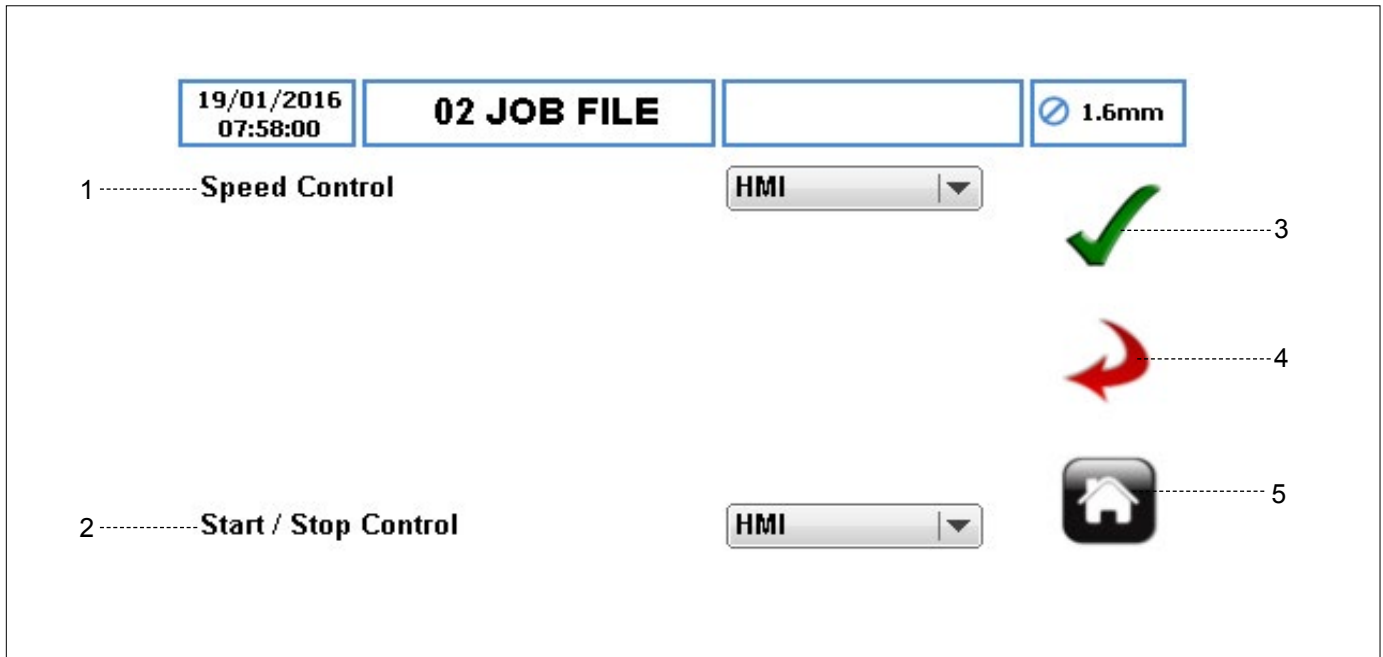 19/01/2016
07:58:00
02 JOB FILE
1.6mm
1 Speed Control HMI
3
4
5
2 Start / Stop Control HMI